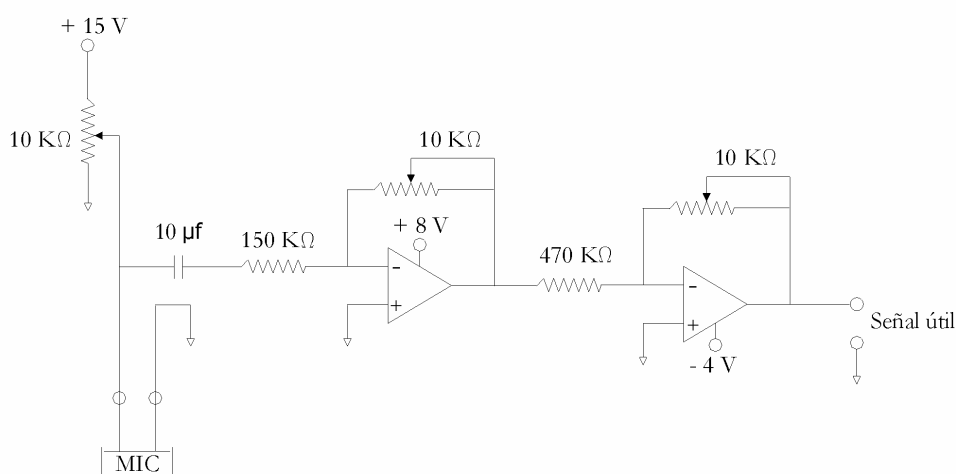 + 15 V
10 KΩ
10 µf
150 KΩ
10 KΩ
+ 8 V
-
+
470 KΩ
10 KΩ
-
+
- 4 V
Señal útil
MIC